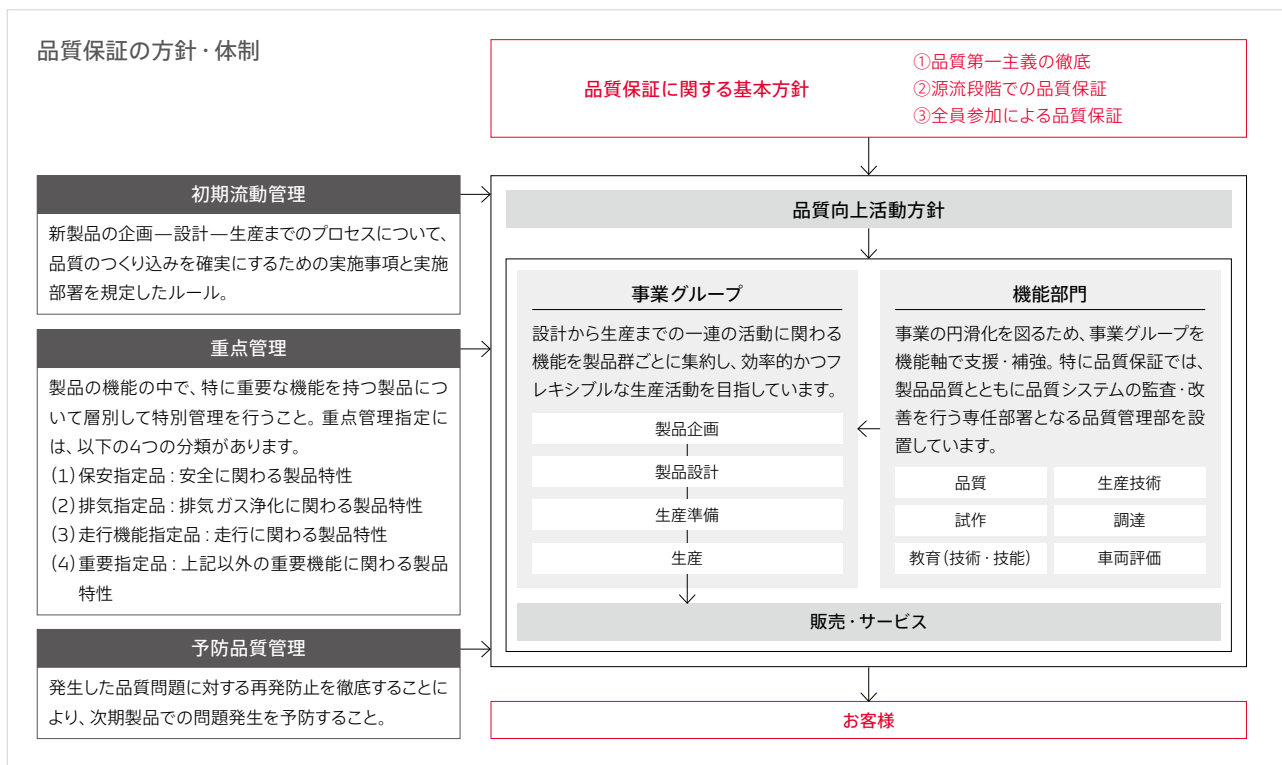 品質保証の方針・体制
品質保証に関する基本方針
①品質第一主義の徹底
②源流段階での品質保証
③全員参加による品質保証
初期流動管理
新製品の企画―設計―生産までのプロセスについて、
品質のつくり込みを確実にするための実施事項と実施
部署を規定したルール。
重点管理
製品の機能の中で、特に重要な機能を持つ製品につ
いて層別して特別管理を行うこと。重点管理指定に
は、以下の4つの分類があります。
(1)保安指定品:安全に関わる製品特性
(2)排気指定品:排気ガス浄化に関わる製品特性
(3)走行機能指定品:走行に関わる製品特性
(4)重要指定品:上記以外の重要機能に関わる製品
特性
予防品質管理
発生した品質問題に対する再発防止を徹底することに
より、次期製品での問題発生を予防すること。
品質向上活動方針
事業グループ
設計から生産までの一連の活動に関わる
機能を製品群ごとに集約し、効率的かつフ
レキシブルな生産活動を目指しています。
製品企画
製品設計
生産準備
生産
機能部門
事業の円滑化を図るため、事業グループを
機能軸で支援・補強。特に品質保証では、
製品品質とともに品質システムの監査・改
善を行う専任部署となる品質管理部を設
置しています。
品質
生産技術
試作
調達
教育(技術・技能)
車両評価
販売・サービス
お客様